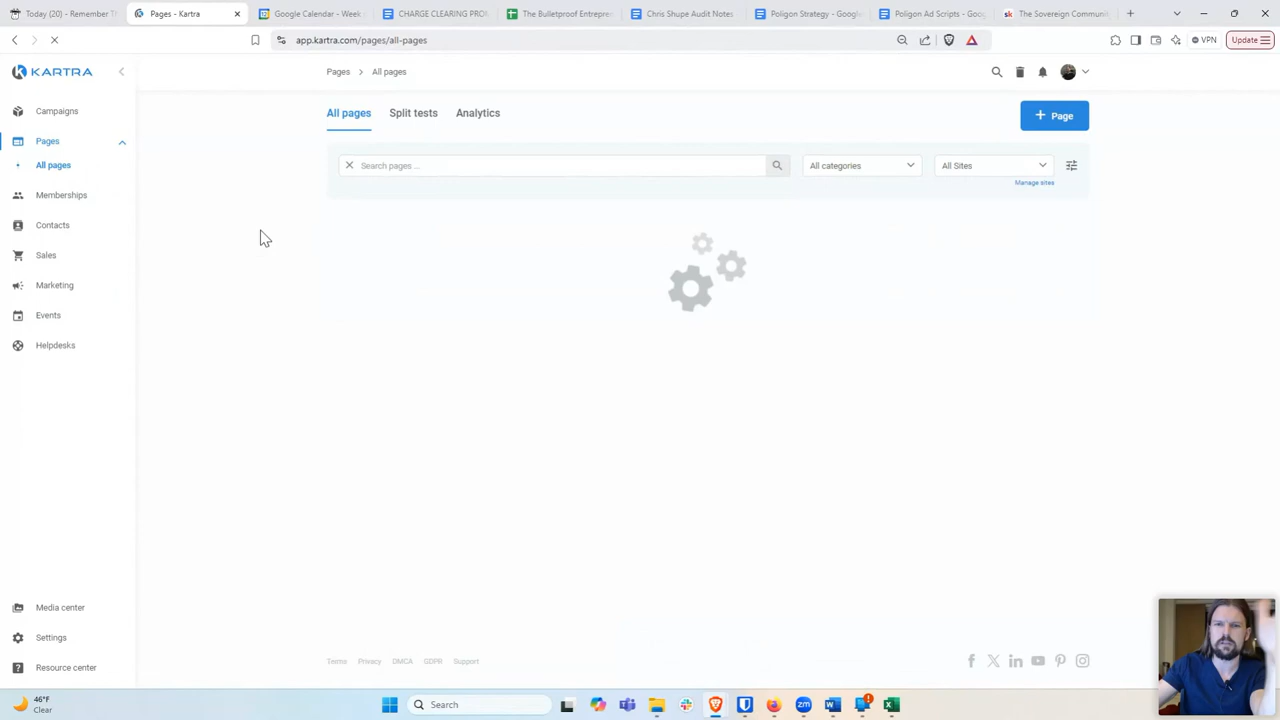 Today (20) - Remember Th
Pages - Kartra
Google Calendar - Week
CHARGE CLEARING PRO
The Bulletproof Entrepre
Chris Shupe Audit Notes
Poligon Strategy - Google
Poligon Ad Scripts - Goog
The Sovereign Communit
app.kartra.com/pages/all-pages
VPN
Update
KARTRA
Pages > All pages
Campaigns
Pages
All pages
Memberships
Contacts
Sales
Marketing
Events
Helpdesks
Media center
Settings
Resource center
All pages
Split tests
Analytics
+ Page
Search pages ...
All categories
All Sites
Manage sites
Terms
Privacy
DMCA
GDPR
Support
46°F
Clear
Search